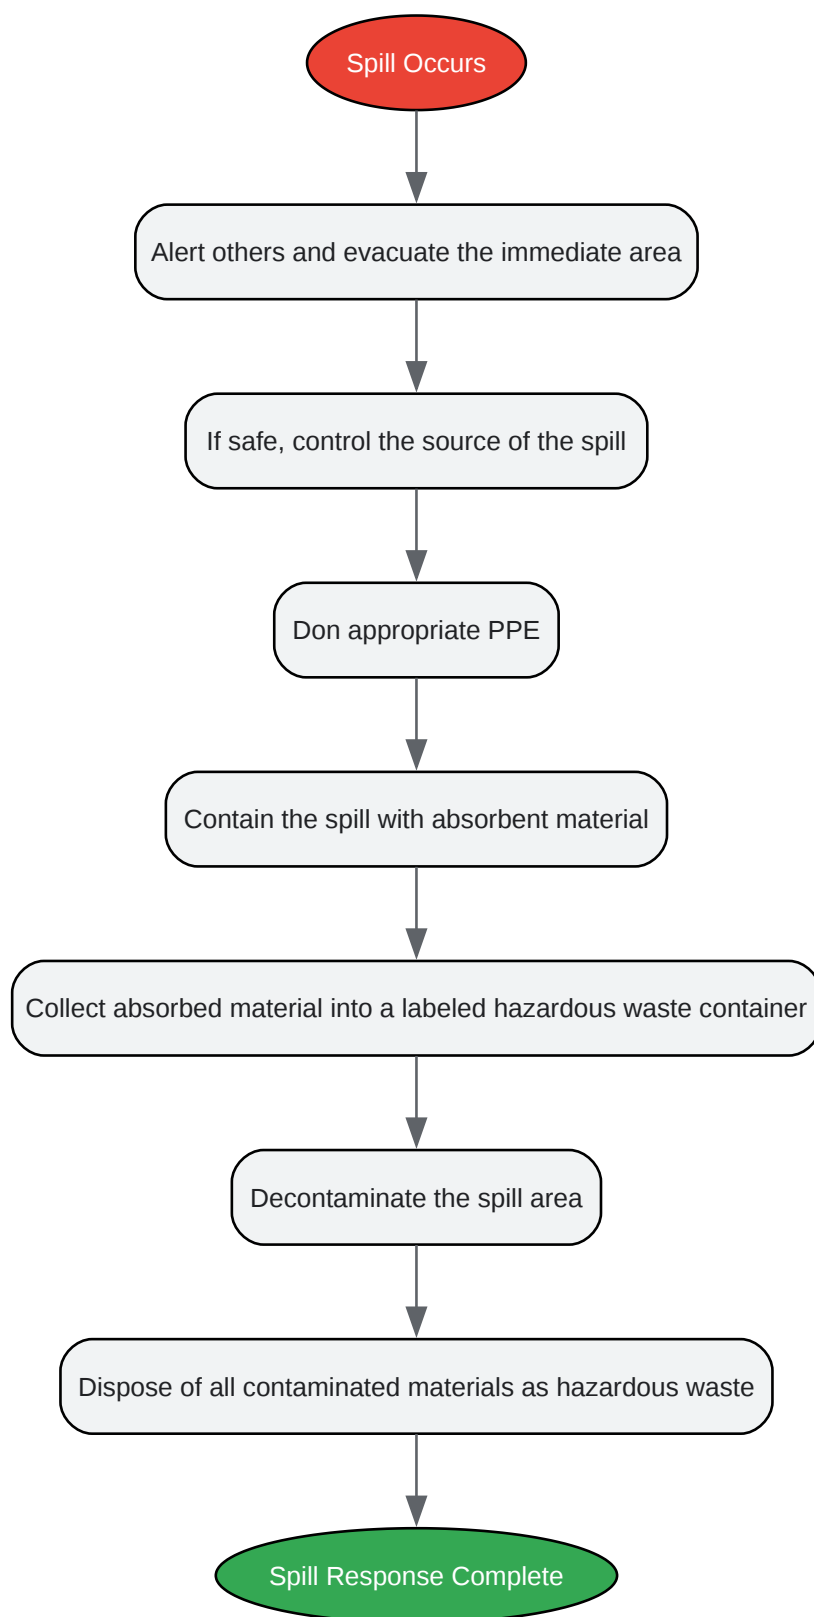 Spill Occurs
Alert others and evacuate the immediate area
If safe, control the source of the spill
Don appropriate PPE
Contain the spill with absorbent material
Collect absorbed material into a labeled hazardous waste container
Decontaminate the spill area
Dispose of all contaminated materials as hazardous waste
Spill Response Complete